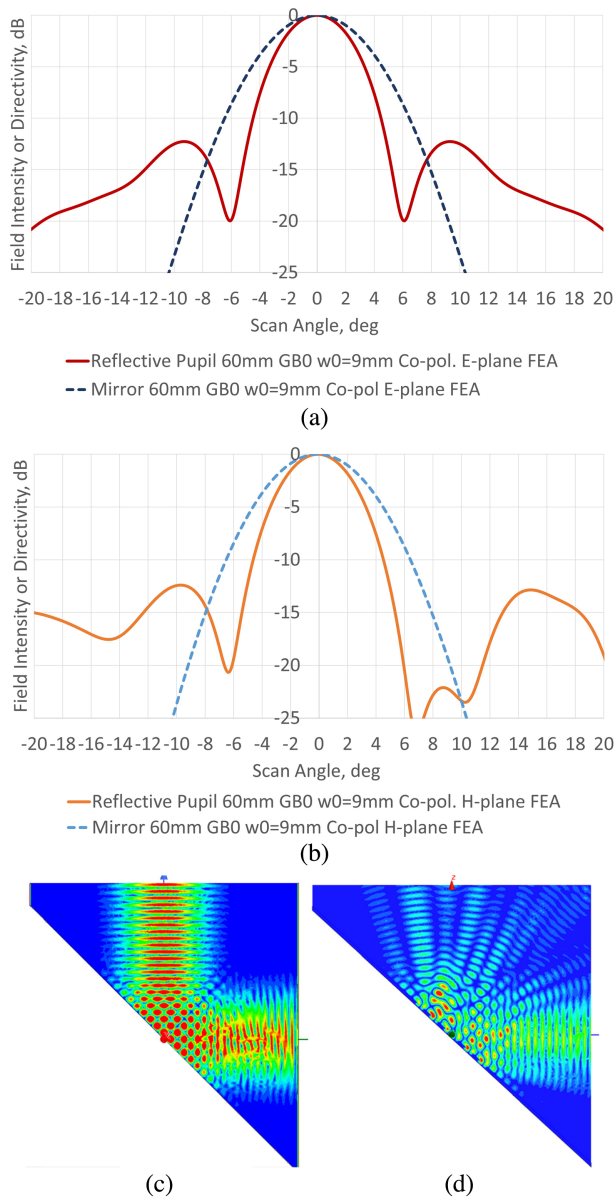 0
-5
-10
-15
-20
-25
Field Intensity or Directivity, dB
-20 -18 -16 -14 -12 -10 -8 -6 -4 -2 0 2 4 6 8 10 12 14 16 18 20
Scan Angle, deg
Reflective Pupil 60mm GB0 w0=9mm Co-pol. E-plane FEA
Mirror 60mm GB0 w0=9mm Co-pol E-plane FEA
(a)
0
-5
-10
-15
-20
-25
Field Intensity or Directivity, dB
-20 -18 -16 -14 -12 -10 -8 -6 -4 -2 0 2 4 6 8 10 12 14 16 18 20
Scan Angle, deg
Reflective Pupil 60mm GB0 w0=9mm Co-pol. H-plane FEA
Mirror 60mm GB0 w0=9mm Co-pol H-plane FEA
(b)
z
(c) (d)